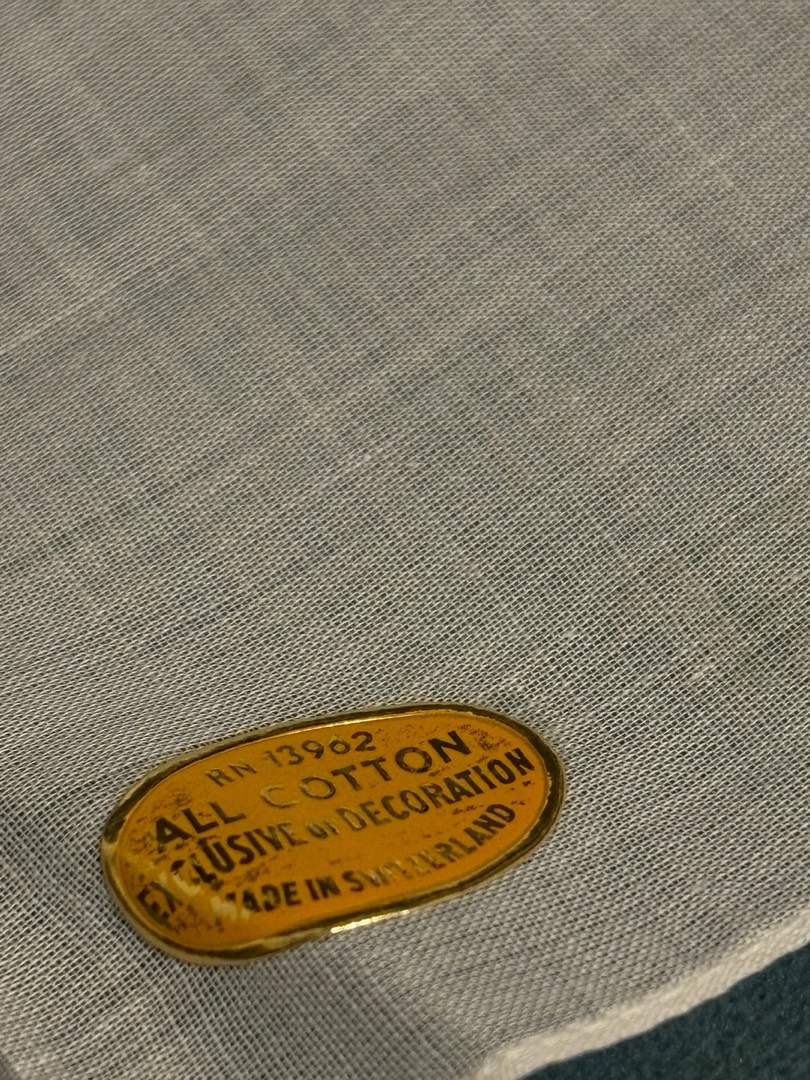 RN 13962
ALL COTTON
EXCLUSIVE of DECORATION
MADE IN SWITZERLAND